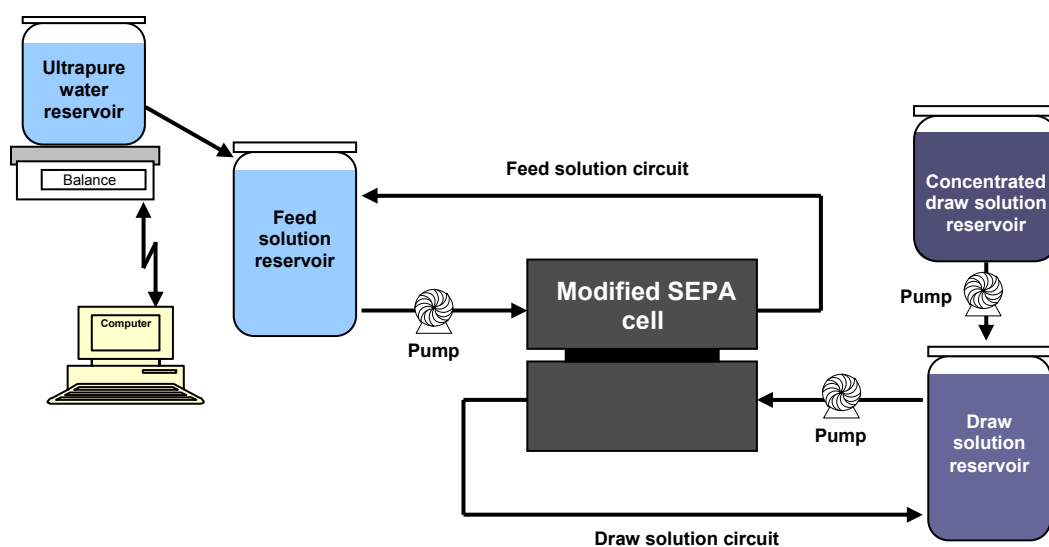 Ultrapure
water
reservoir
Balance
Computer
Feed
solution
reservoir
Feed solution circuit
Pump
Modified SEPA
cell
Concentrated
draw solution
reservoir
Pump
Pump
Draw
solution
reservoir
Draw solution circuit